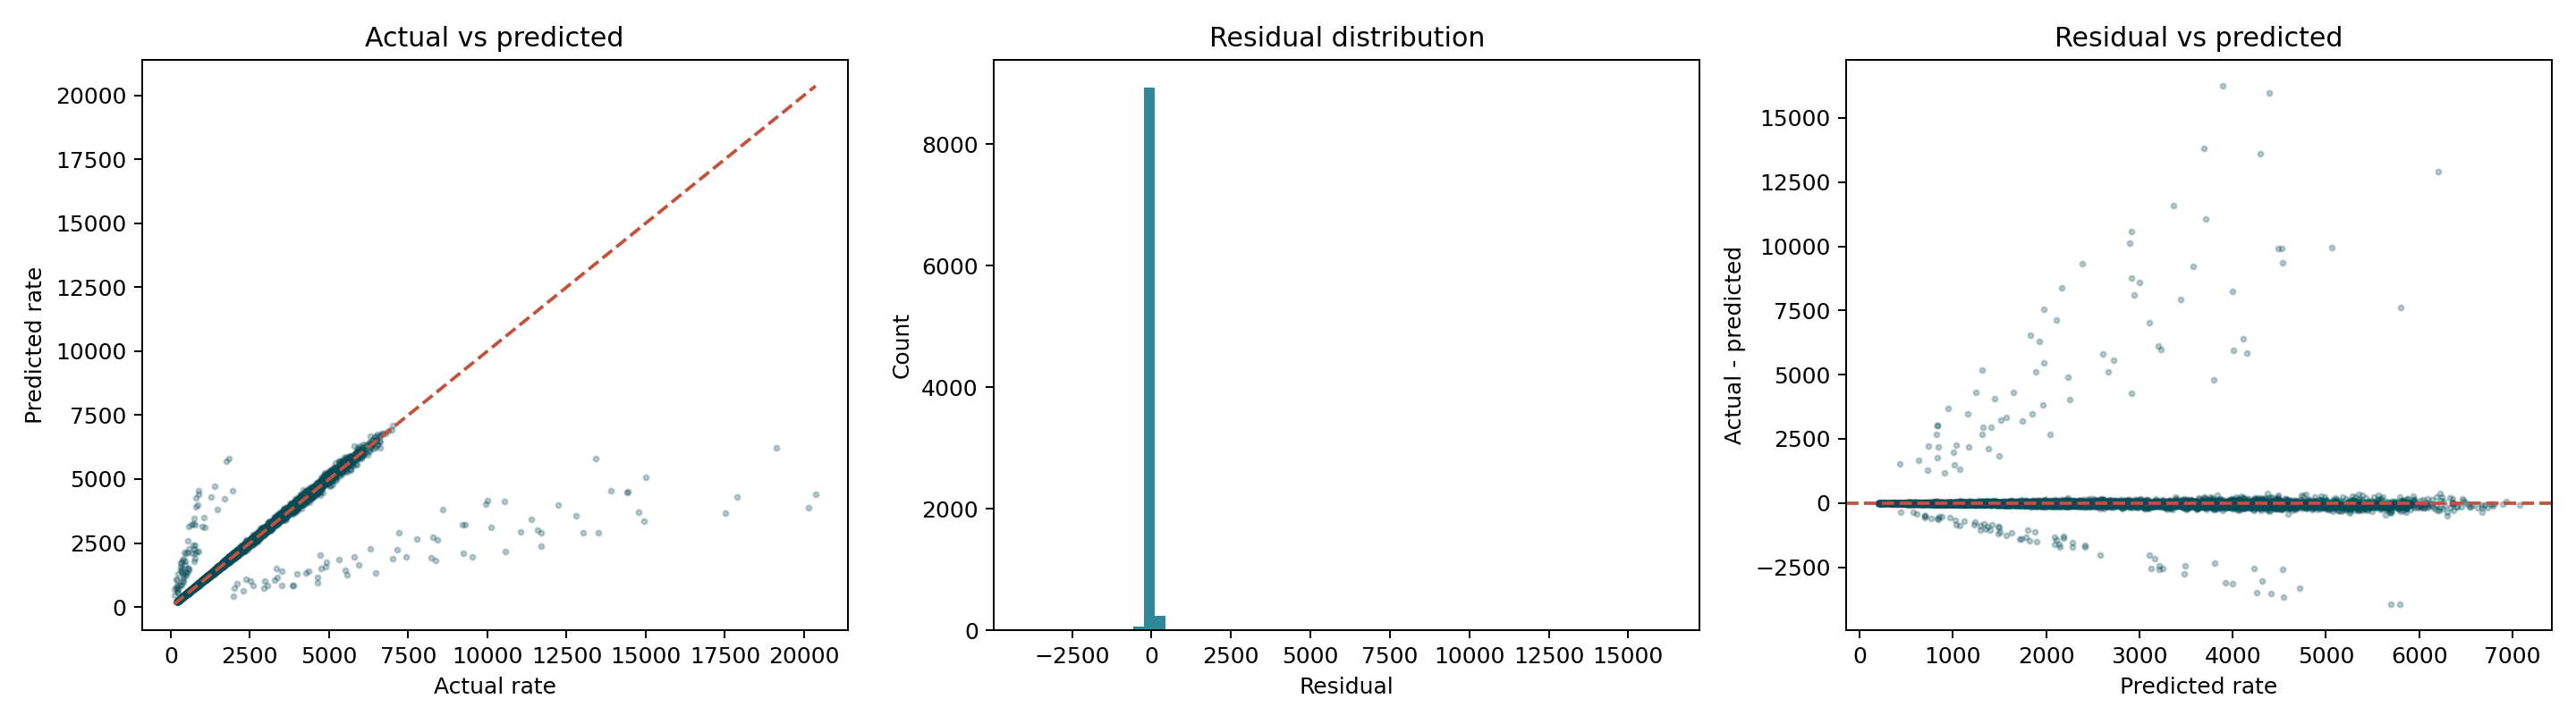 Actual vs predicted
Predicted rate
20000
17500
15000
12500
10000
7500
5000
2500
0
0 2500 5000 7500 10000 12500 15000 17500 20000
Actual rate
Residual distribution
Count
8000
6000
4000
2000
0
−2500 0 2500 5000 7500 10000 12500 15000
Residual
Residual vs predicted
Actual - predicted
15000
12500
10000
7500
5000
2500
0
−2500
0 1000 2000 3000 4000 5000 6000 7000
Predicted rate